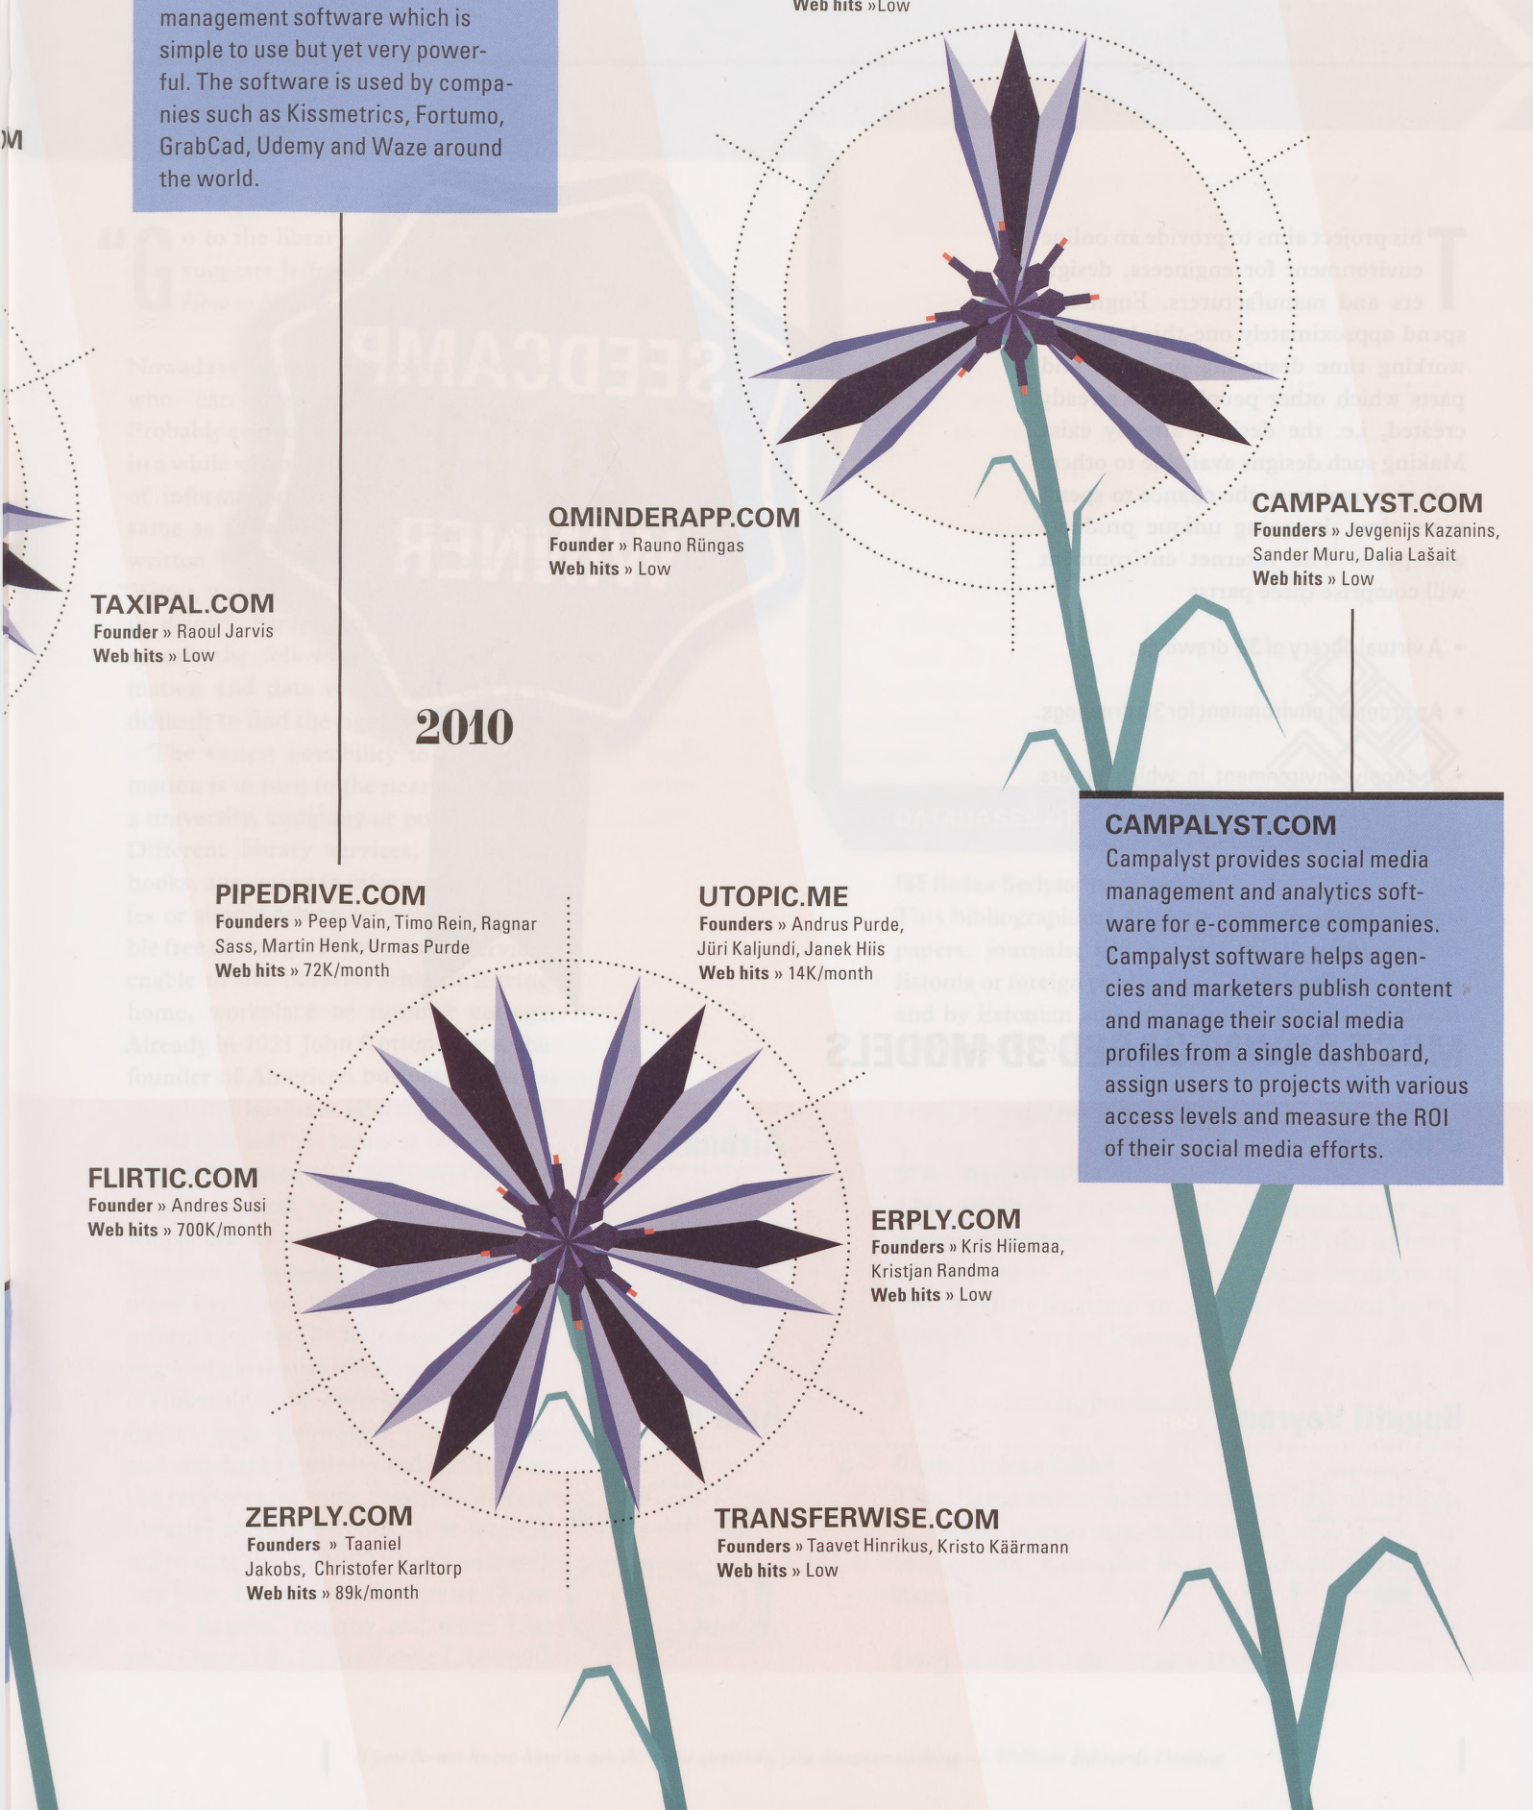 management software which is
simple to use but yet very power-
ful. The software is used by compa-
nies such as Kissmetrics, Fortumo,
GrabCad, Udemy and Waze around
the world.
Web hits » Low
QMINDERAPP.COM
Founder » Rauno Rüngas
Web hits » Low
CAMPALYST.COM
Founders » Jevgenijs Kazanins,
Sander Muru, Dalia Lašait
Web hits » Low
TAXIPAL.COM
Founder » Raoul Jarvis
Web hits » Low
2010
CAMPALYST.COM
Campalyst provides social media
management and analytics soft-
ware for e-commerce companies.
Campalyst software helps agen-
cies and marketers publish content
and manage their social media
profiles from a single dashboard,
assign users to projects with various
access levels and measure the ROI
of their social media efforts.
PIPEDRIVE.COM
Founders » Peep Vain, Timo Rein, Ragnar
Sass, Martin Henk, Urmas Purde
Web hits » 72K/month
UTOPIC.ME
Founders » Andrus Purde,
Jüri Kaljundi, Janek Hiis
Web hits » 14K/month
FLIRTIC.COM
Founder » Andres Susi
Web hits » 700K/month
ERPLY.COM
Founders » Kris Hiiemaa,
Kristjan Randma
Web hits » Low
ZERPLY.COM
Founders » Taaniel
Jakobs, Christofer Karltorp
Web hits » 89k/month
TRANSFERWISE.COM
Founders » Taavet Hinrikus, Kristo Käärmann
Web hits » Low